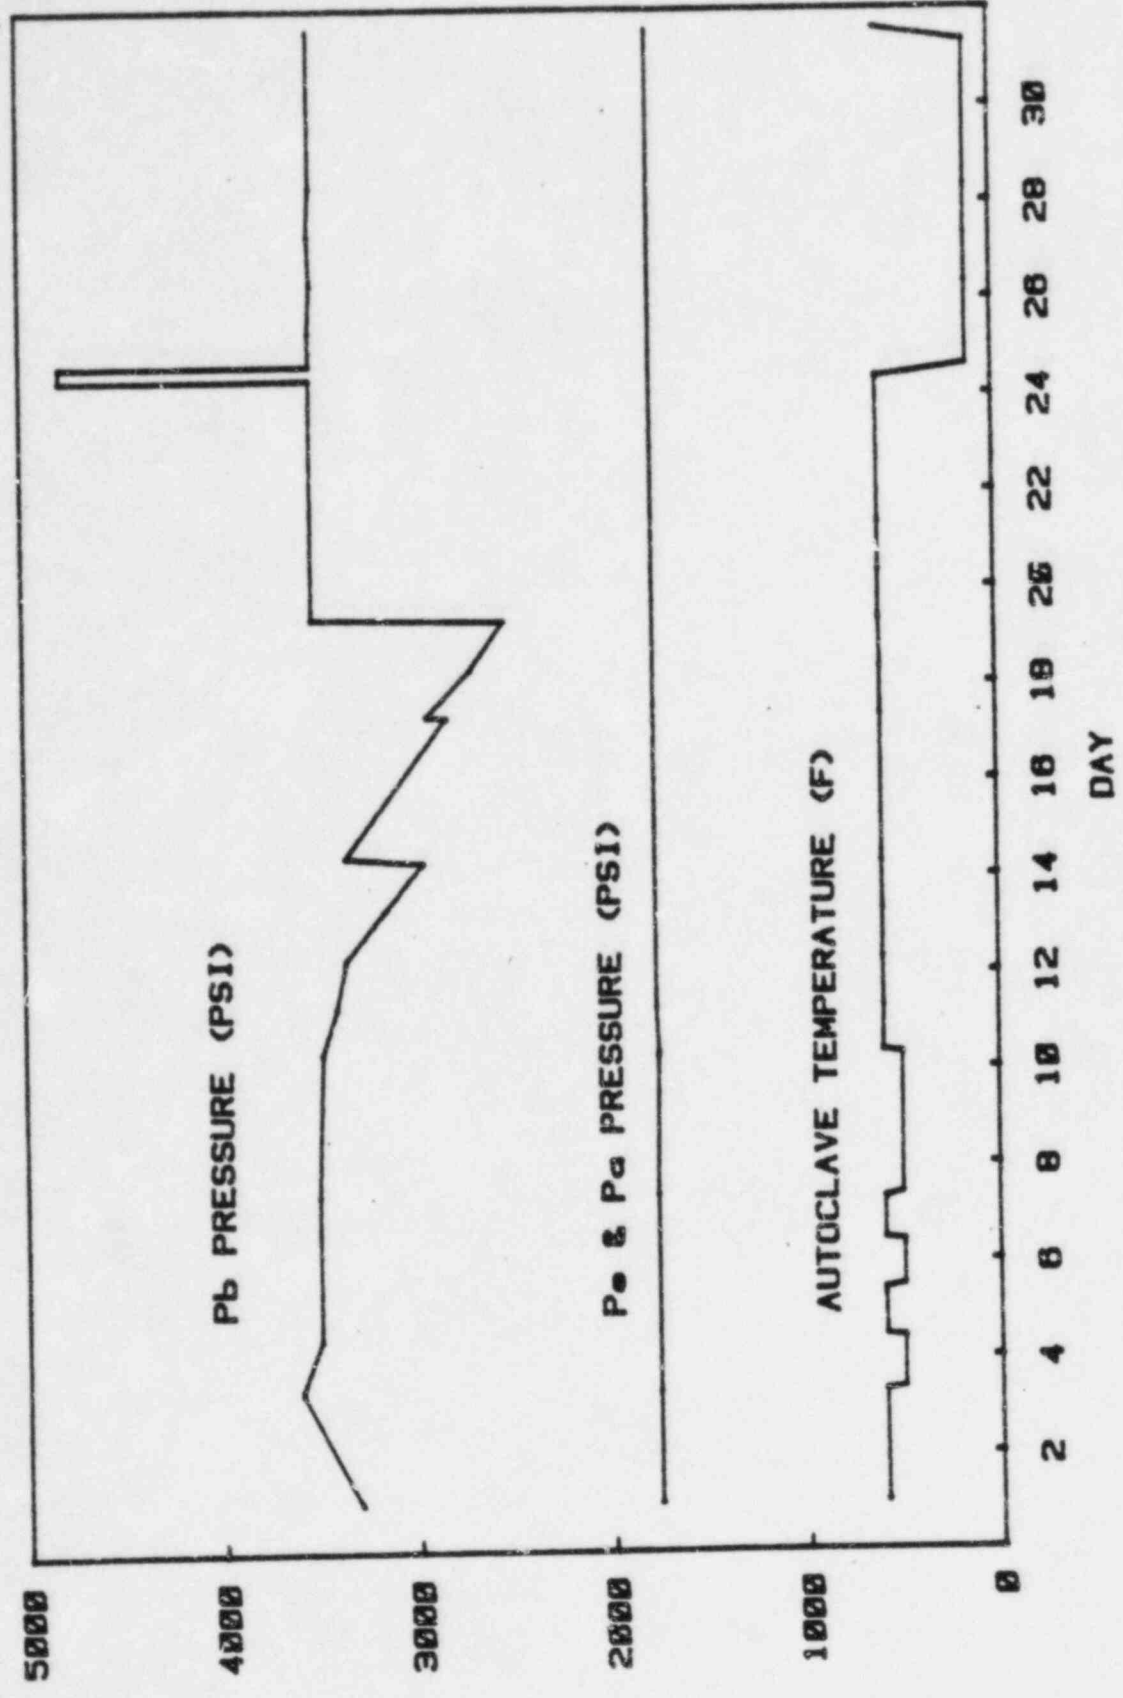 5000
4000
3000
2000
1000
0
Pb PRESSURE (PSI)
Pe & Pa PRESSURE (PSI)
AUTOCLAVE TEMPERATURE (F)
2 4 6 8 10 12 14 16 18 20 22 24 26 28 30
DAY